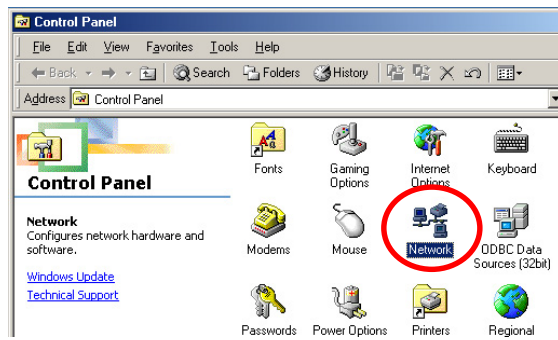 Control Panel
File Edit View Favorites Tools Help
Back Search Folders History
Address Control Panel
Control Panel
Network
Configures network hardware and
software.
Windows Update
Technical Support
Fonts
Gaming
Options
Internet
Options
Keyboard
Modems
Mouse
Network
ODBC Data
Sources (32bit)
Passwords
Power Options
Printers
Regional